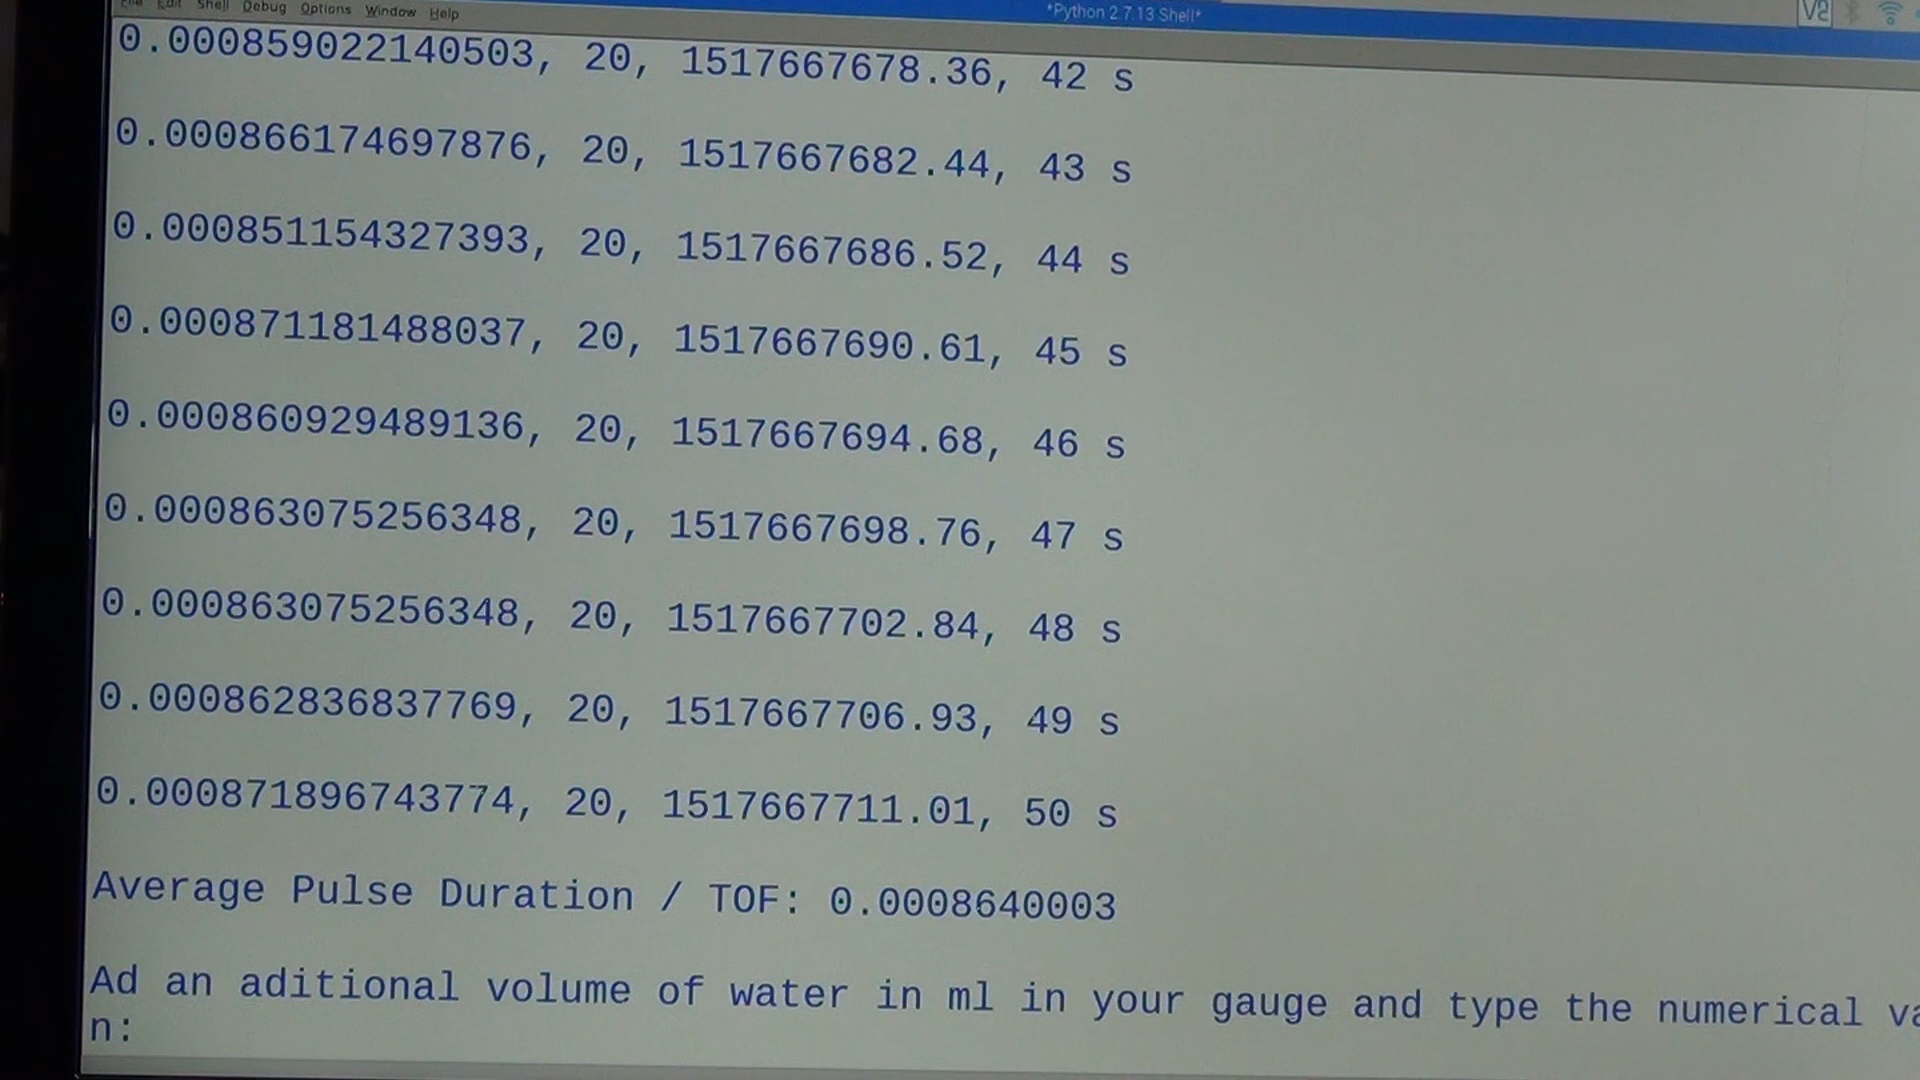 File Edit Shell Debug Options Window Help
*Python 2.7.13 Shell*
V2
0.000859022140503, 20, 1517667678.36, 42 s
0.000866174697876, 20, 1517667682.44, 43 s
0.000851154327393, 20, 1517667686.52, 44 s
0.000871181488037, 20, 1517667690.61, 45 s
0.000860929489136, 20, 1517667694.68, 46 s
0.000863075256348, 20, 1517667698.76, 47 s
0.000863075256348, 20, 1517667702.84, 48 s
0.000862836837769, 20, 1517667706.93, 49 s
0.000871896743774, 20, 1517667711.01, 50 s
Average Pulse Duration / TOF: 0.0008640003
Ad an aditional volume of water in ml in your gauge and type the numerical va
n: